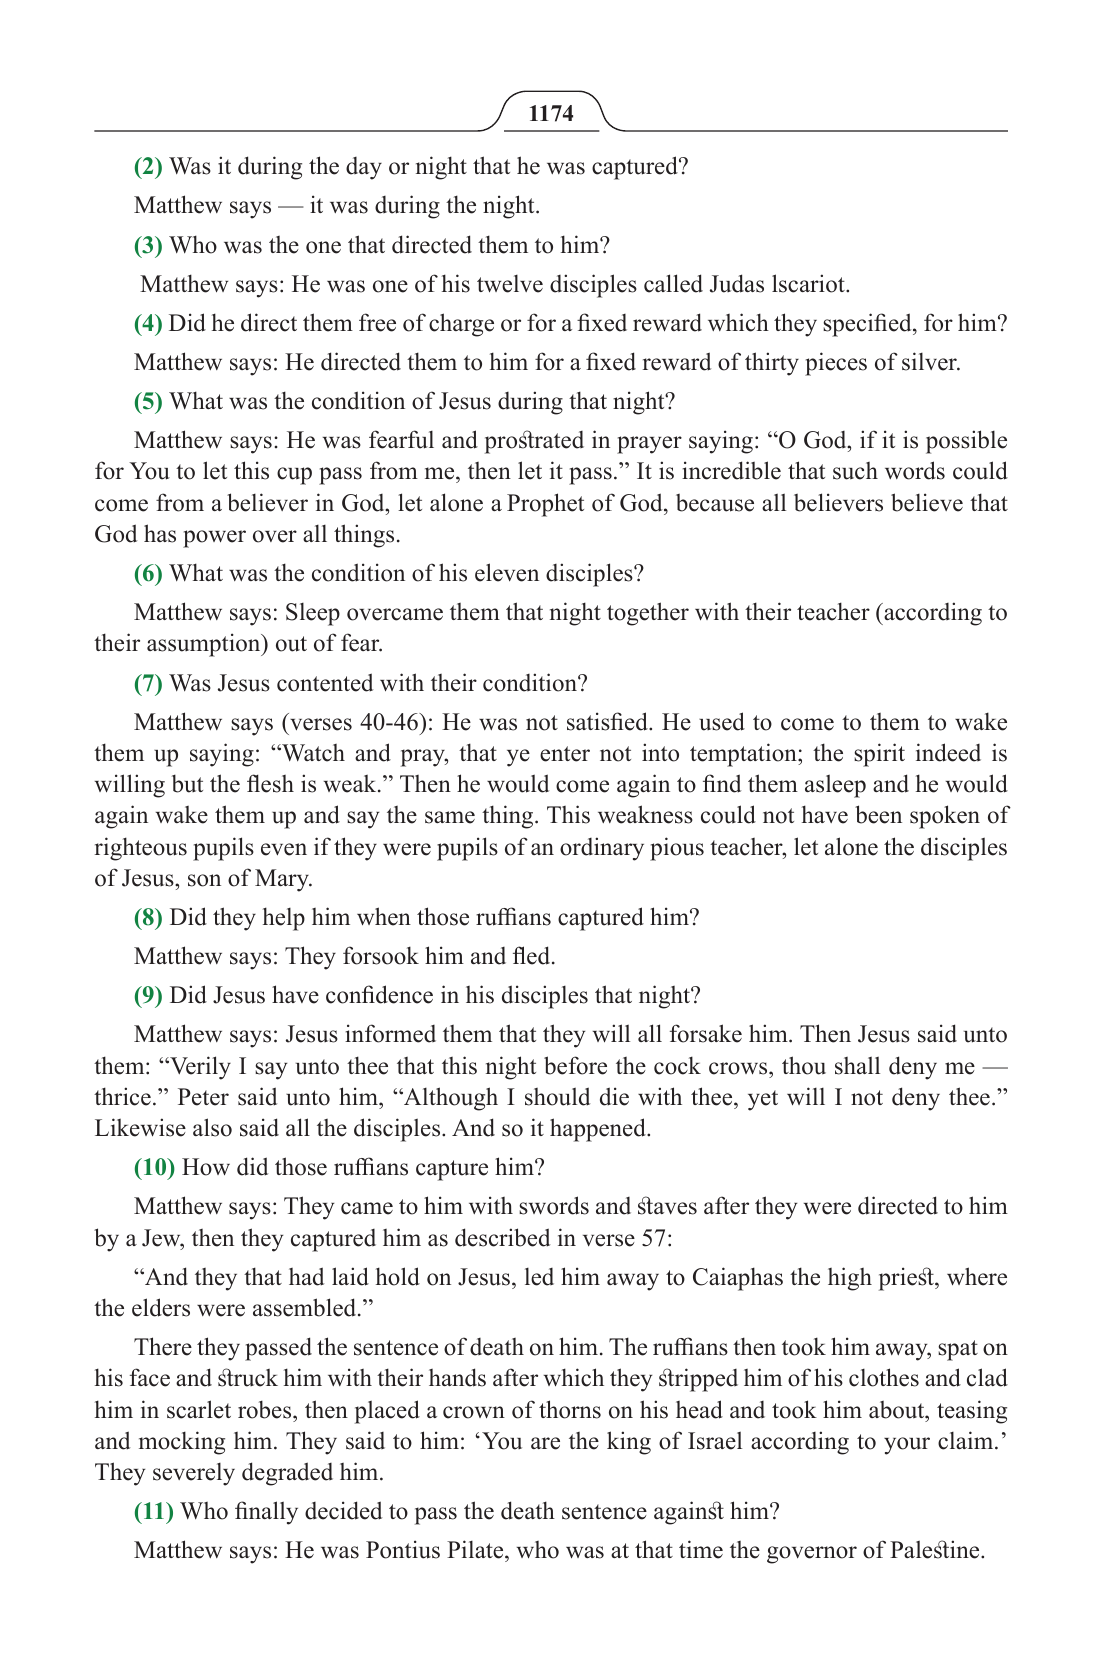 1174
(2) Was it during the day or night that he was captured?
Matthew says — it was during the night.
(3) Who was the one that directed them to him?
Matthew says: He was one of his twelve disciples called Judas lscariot.
(4) Did he direct them free of charge or for a fixed reward which they specified, for him?
Matthew says: He directed them to him for a fixed reward of thirty pieces of silver.
(5) What was the condition of Jesus during that night?
Matthew says: He was fearful and prostrated in prayer saying: “O God, if it is possible
for You to let this cup pass from me, then let it pass.” It is incredible that such words could
come from a believer in God, let alone a Prophet of God, because all believers believe that
God has power over all things.
(6) What was the condition of his eleven disciples?
Matthew says: Sleep overcame them that night together with their teacher (according to
their assumption) out of fear.
(7) Was Jesus contented with their condition?
Matthew says (verses 40-46): He was not satisfied. He used to come to them to wake
them up saying: “Watch and pray, that ye enter not into temptation; the spirit indeed is
willing but the flesh is weak.” Then he would come again to find them asleep and he would
again wake them up and say the same thing. This weakness could not have been spoken of
righteous pupils even if they were pupils of an ordinary pious teacher, let alone the disciples
of Jesus, son of Mary.
(8) Did they help him when those ruffians captured him?
Matthew says: They forsook him and fled.
(9) Did Jesus have confidence in his disciples that night?
Matthew says: Jesus informed them that they will all forsake him. Then Jesus said unto
them: “Verily I say unto thee that this night before the cock crows, thou shall deny me —
thrice.” Peter said unto him, “Although I should die with thee, yet will I not deny thee.”
Likewise also said all the disciples. And so it happened.
(10) How did those ruffians capture him?
Matthew says: They came to him with swords and staves after they were directed to him
by a Jew, then they captured him as described in verse 57:
“And they that had laid hold on Jesus, led him away to Caiaphas the high priest, where
the elders were assembled.”
There they passed the sentence of death on him. The ruffians then took him away, spat on
his face and struck him with their hands after which they stripped him of his clothes and clad
him in scarlet robes, then placed a crown of thorns on his head and took him about, teasing
and mocking him. They said to him: ‘You are the king of Israel according to your claim.’
They severely degraded him.
(11) Who finally decided to pass the death sentence against him?
Matthew says: He was Pontius Pilate, who was at that time the governor of Palestine.